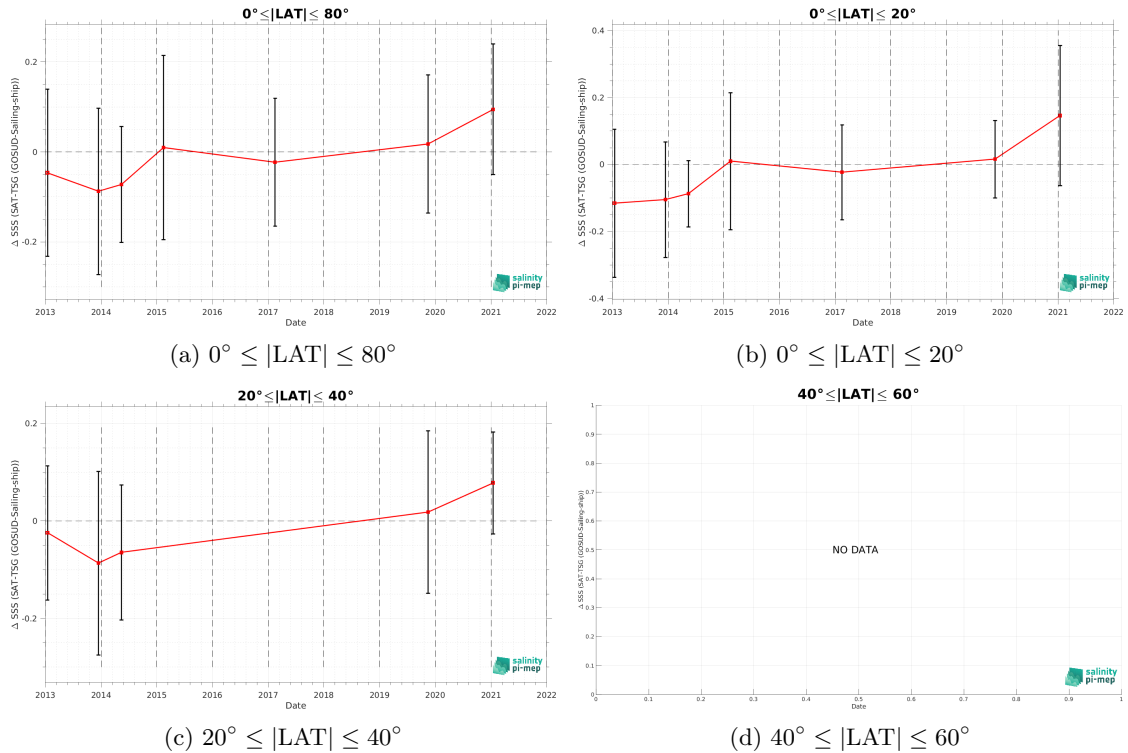 0°≤|LAT|≤ 80°
Δ SSS (SAT-TSG (GOSUD-Sailing-ship))
0.2
0
-0.2
2013 2014 2015 2016 2017 2018 2019 2020 2021 2022
Date
salinity
pi-mep
(a) 0° ≤ |LAT| ≤ 80°
0°≤|LAT|≤ 20°
Δ SSS (SAT-TSG (GOSUD-Sailing-ship))
0.4
0.2
0
-0.2
-0.4
2013 2014 2015 2016 2017 2018 2019 2020 2021 2022
Date
salinity
pi-mep
(b) 0° ≤ |LAT| ≤ 20°
20°≤|LAT|≤ 40°
Δ SSS (SAT-TSG (GOSUD-Sailing-ship))
0.2
0
-0.2
2013 2014 2015 2016 2017 2018 2019 2020 2021 2022
Date
salinity
pi-mep
(c) 20° ≤ |LAT| ≤ 40°
40°≤|LAT|≤ 60°
Δ SSS (SAT-TSG (GOSUD-Sailing-ship))
1
0.9
0.8
0.7
0.6
0.5
0.4
0.3
0.2
0.1
0
NO DATA
0 0.1 0.2 0.3 0.4 0.5 0.6 0.7 0.8 0.9 1
Date
salinity
pi-mep
(d) 40° ≤ |LAT| ≤ 60°